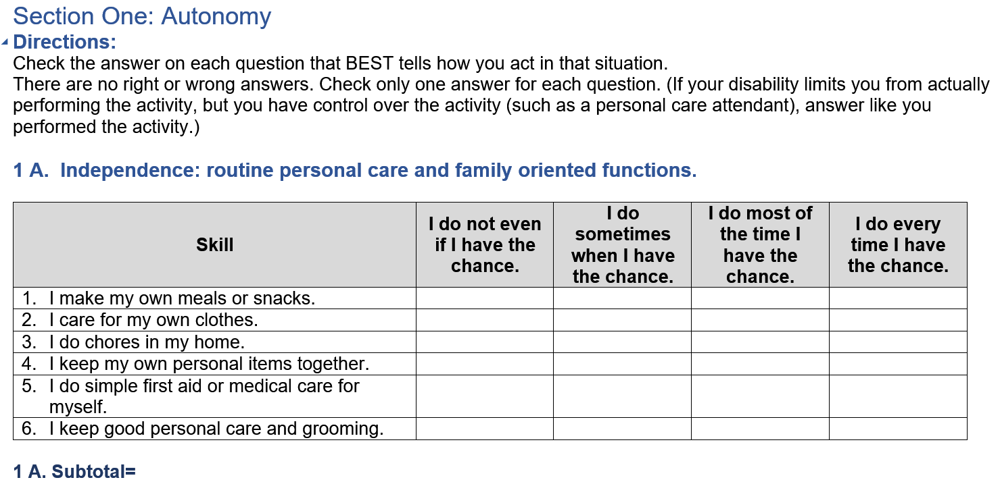 Section One: Autonomy
Directions:
Check the answer on each question that BEST tells how you act in that situation.
There are no right or wrong answers. Check only one answer for each question. (If your disability limits you from actually
performing the activity, but you have control over the activity (such as a personal care attendant), answer like you
performed the activity.)
1 A. Independence: routine personal care and family oriented functions.
Skill
I do not even
if I have the
chance.
I do
sometimes
when I have
the chance.
I do most of
the time I
have the
chance.
I do every
time I have
the chance.
1. I make my own meals or snacks.
2. I care for my own clothes.
3. I do chores in my home.
4. I keep my own personal items together.
5. I do simple first aid or medical care for
myself.
6. I keep good personal care and grooming.
1 A. Subtotal=